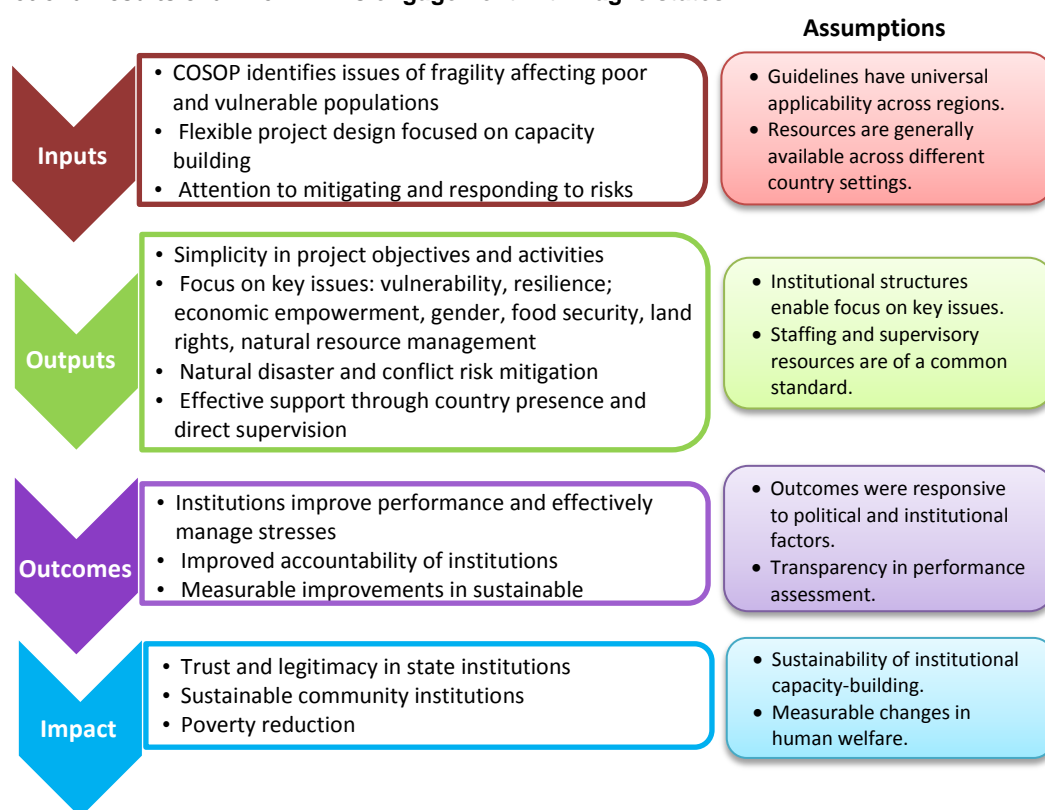 Assumptions
Inputs
• COSOP identifies issues of fragility affecting poor
and vulnerable populations
• Flexible project design focused on capacity
building
• Attention to mitigating and responding to risks
• Guidelines have universal
applicability across regions.
• Resources are generally
available across different
country settings.
Outputs
• Simplicity in project objectives and activities
• Focus on key issues: vulnerability, resilience;
economic empowerment, gender, food security, land
rights, natural resource management
• Natural disaster and conflict risk mitigation
• Effective support through country presence and
direct supervision
• Institutional structures
enable focus on key issues.
• Staffing and supervisory
resources are of a common
standard.
Outcomes
• Institutions improve performance and effectively
manage stresses
• Improved accountability of institutions
• Measurable improvements in sustainable
• Outcomes were responsive
to political and institutional
factors.
• Transparency in performance
assessment.
Impact
• Trust and legitimacy in state institutions
• Sustainable community institutions
• Poverty reduction
• Sustainability of institutional
capacity-building.
• Measurable changes in
human welfare.